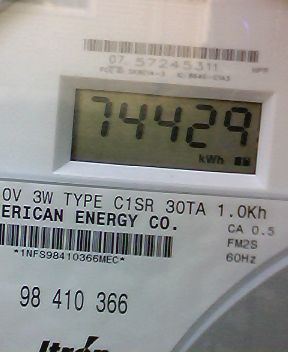 07 57245311
74429
kWh
0V 3W TYPE C1SR 30TA 1.0Kh
ERICAN ENERGY CO.
CA 0.5
FM2S
60Hz
*1NFS98410366MEC*
98 410 366
Itron